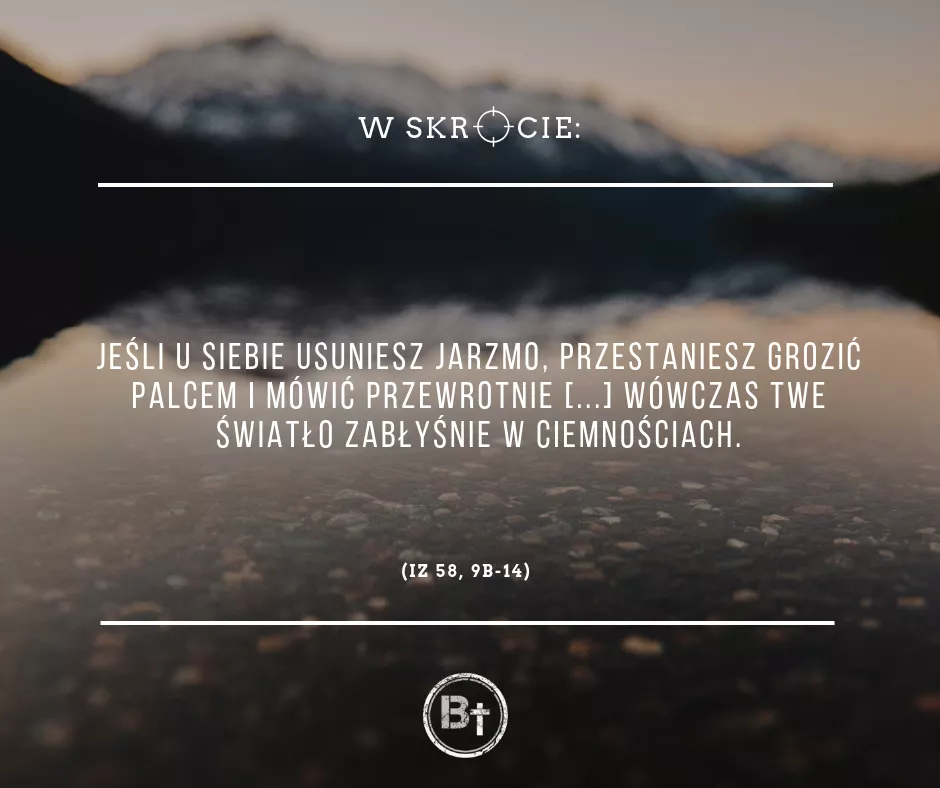 W SKRÓCIE:
JEŚLI U SIEBIE USUNIESZ JARZMO, PRZESTANIESZ GROZIĆ
PALCEM I MÓWIĆ PRZEWROTNIE [...] WÓWCZAS TWE
ŚWIATŁO ZABŁYŚNIE W CIEMNOŚCIACH.
(IZ 58, 9B-14)
B†